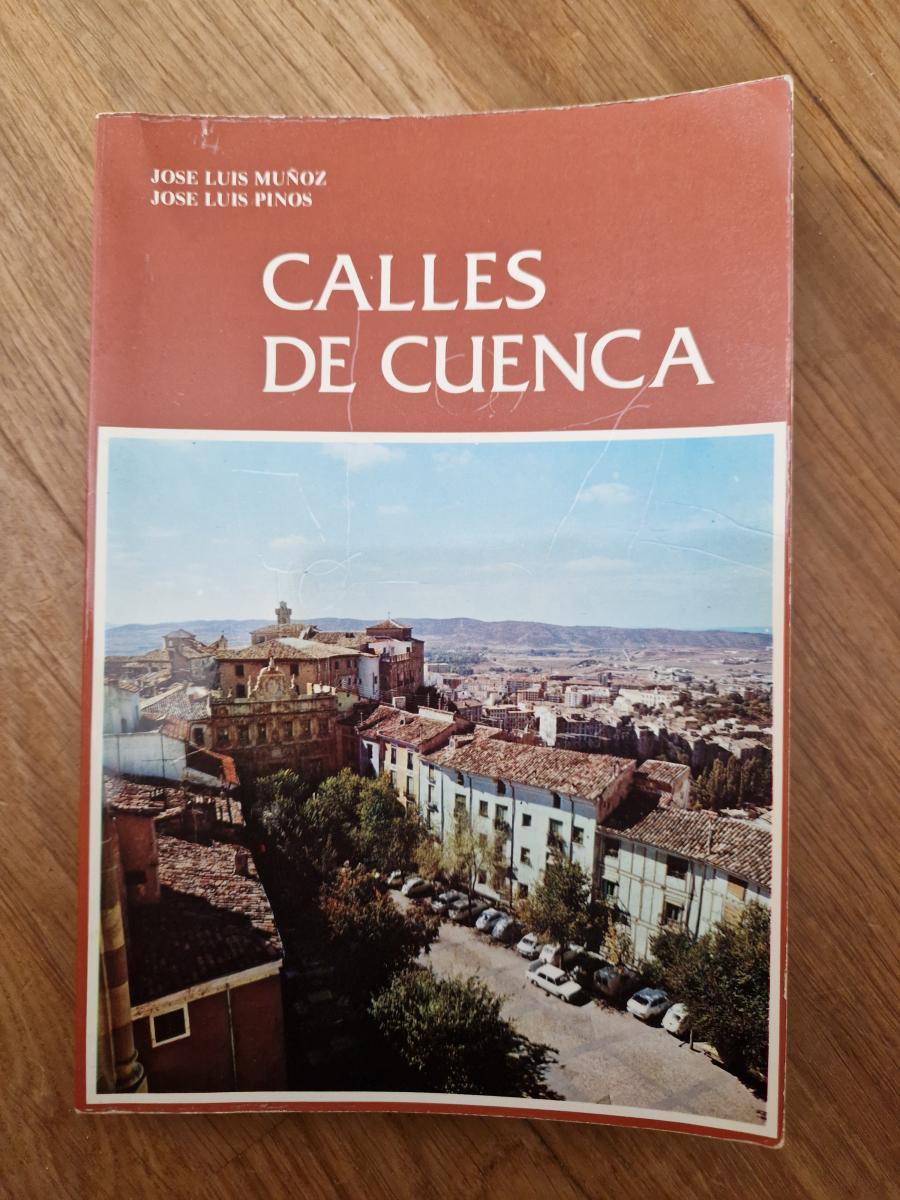 JOSE LUIS MUÑOZ
JOSE LUIS PINOS
CALLES
DE CUENCA